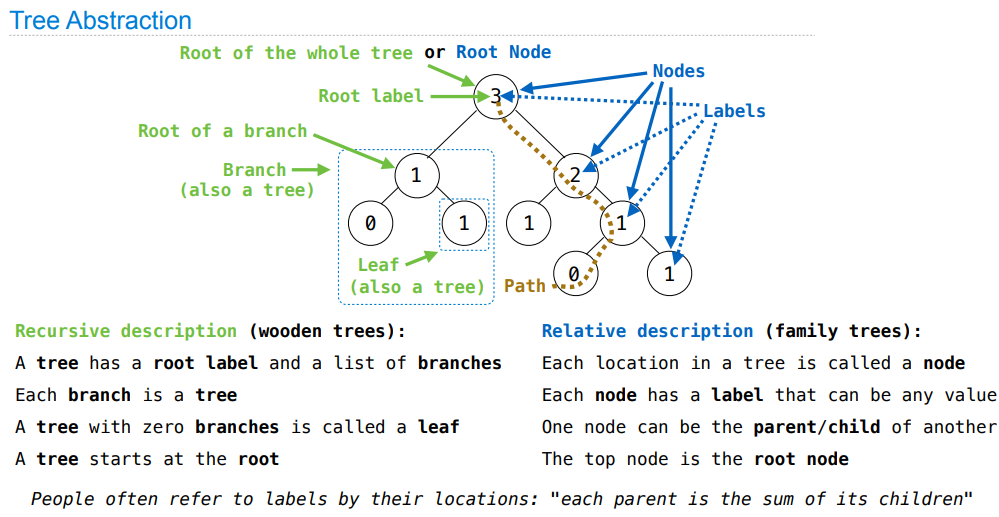 Tree Abstraction
Root of the whole tree or Root Node
Nodes
Root label
3
Labels
Root of a branch
Branch
(also a tree)
1
2
0
1
1
1
Leaf
(also a tree)
Path
0
1
Recursive description (wooden trees):
A tree has a root label and a list of branches
Each branch is a tree
A tree with zero branches is called a leaf
A tree starts at the root
Relative description (family trees):
Each location in a tree is called a node
Each node has a label that can be any value
One node can be the parent/child of another
The top node is the root node
People often refer to labels by their locations: "each parent is the sum of its children"